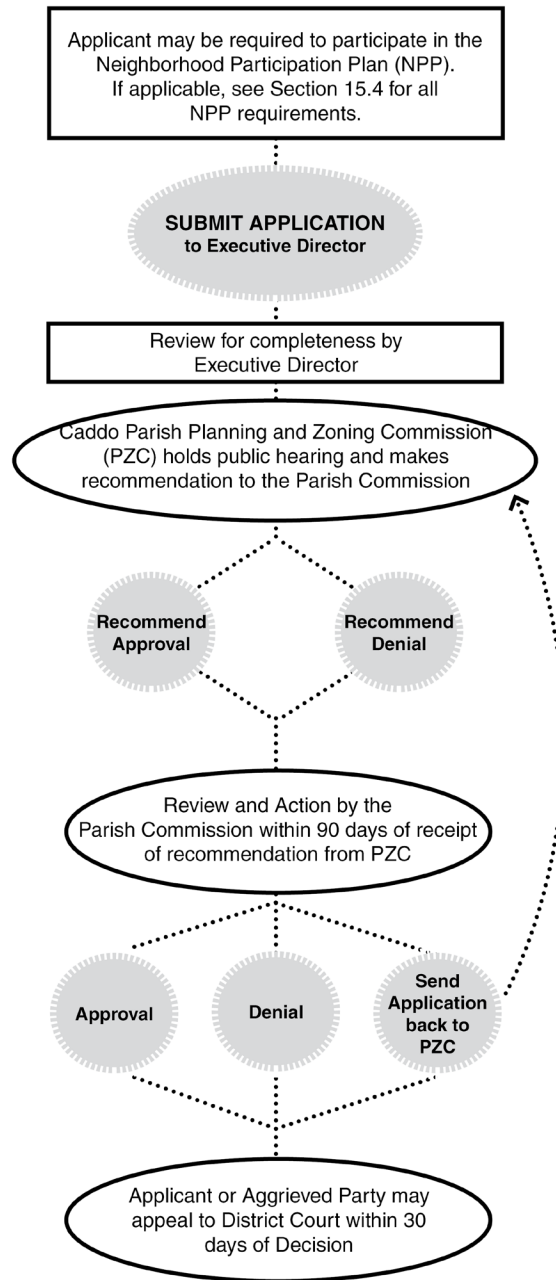 Applicant may be required to participate in the
Neighborhood Participation Plan (NPP).
If applicable, see Section 15.4 for all
NPP requirements.
SUBMIT APPLICATION
to Executive Director
Review for completeness by
Executive Director
Caddo Parish Planning and Zoning Commission
(PZC) holds public hearing and makes
recommendation to the Parish Commission
Recommend
Approval
Recommend
Denial
Review and Action by the
Parish Commission within 90 days of receipt
of recommendation from PZC
Approval
Denial
Send
Application
back to
PZC
Applicant or Aggrieved Party may
appeal to District Court within 30
days of Decision